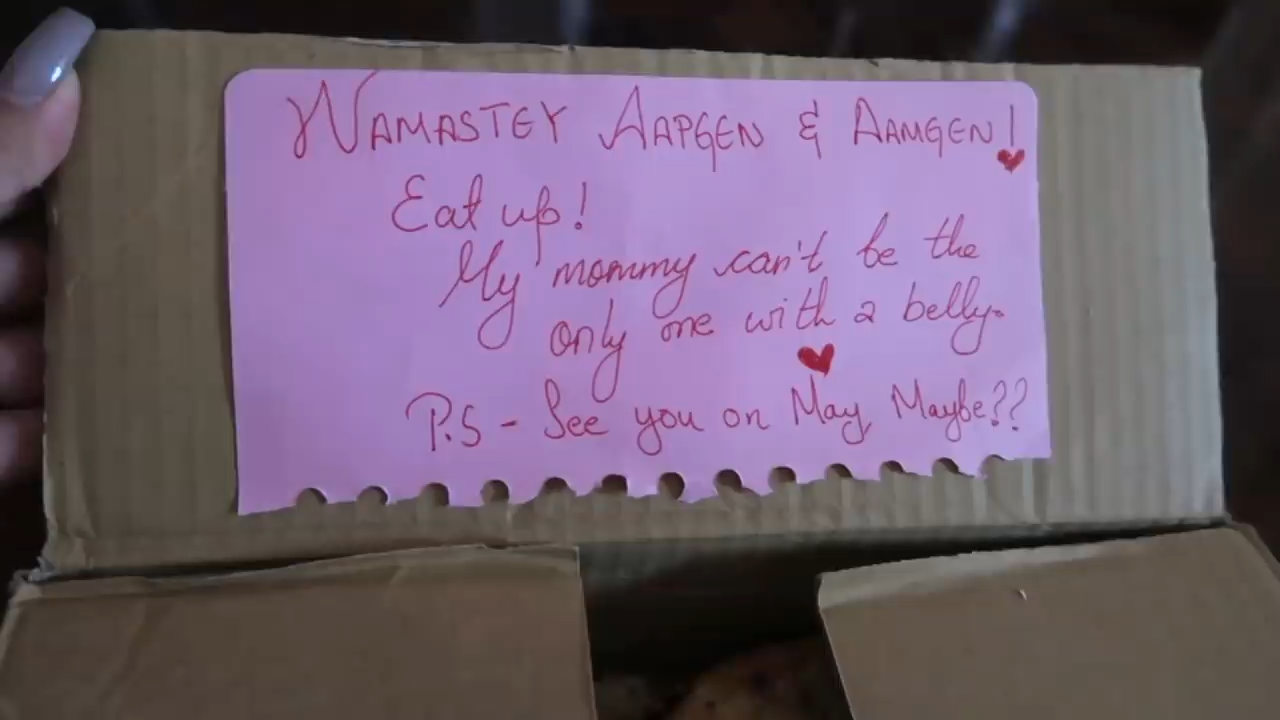 NAMASTEY AAPGEN & AAMGEN!
Eat up!
My mommy can't be the
only one with a belly.
P.S - See you on May, Maybe??